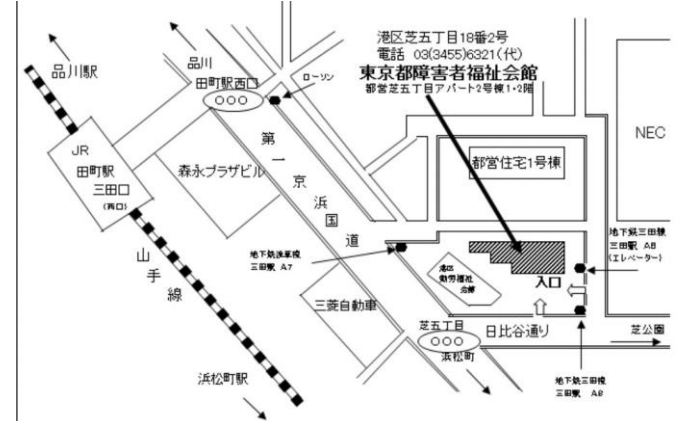 港区芝五丁目18番2号
電話 03(3455)6321(代)
東京都障害者福祉会館
都営芝五丁目アパート2号棟1・2階
品川駅
品川
田町駅西口
ローソン
NEC
JR
田町駅
三田口
(西口)
森永プラザビル
第一京浜国道
都営住宅1号棟
地下鉄浅草線
三田駅 A7
地下鉄三田線
三田駅 A8
(エレベーター)
港区
勤労福祉
会館
入口
山手線
三菱自動車
芝五丁目
日比谷通り
芝公園
浜松町
浜松町駅
地下鉄三田線
三田駅 A9